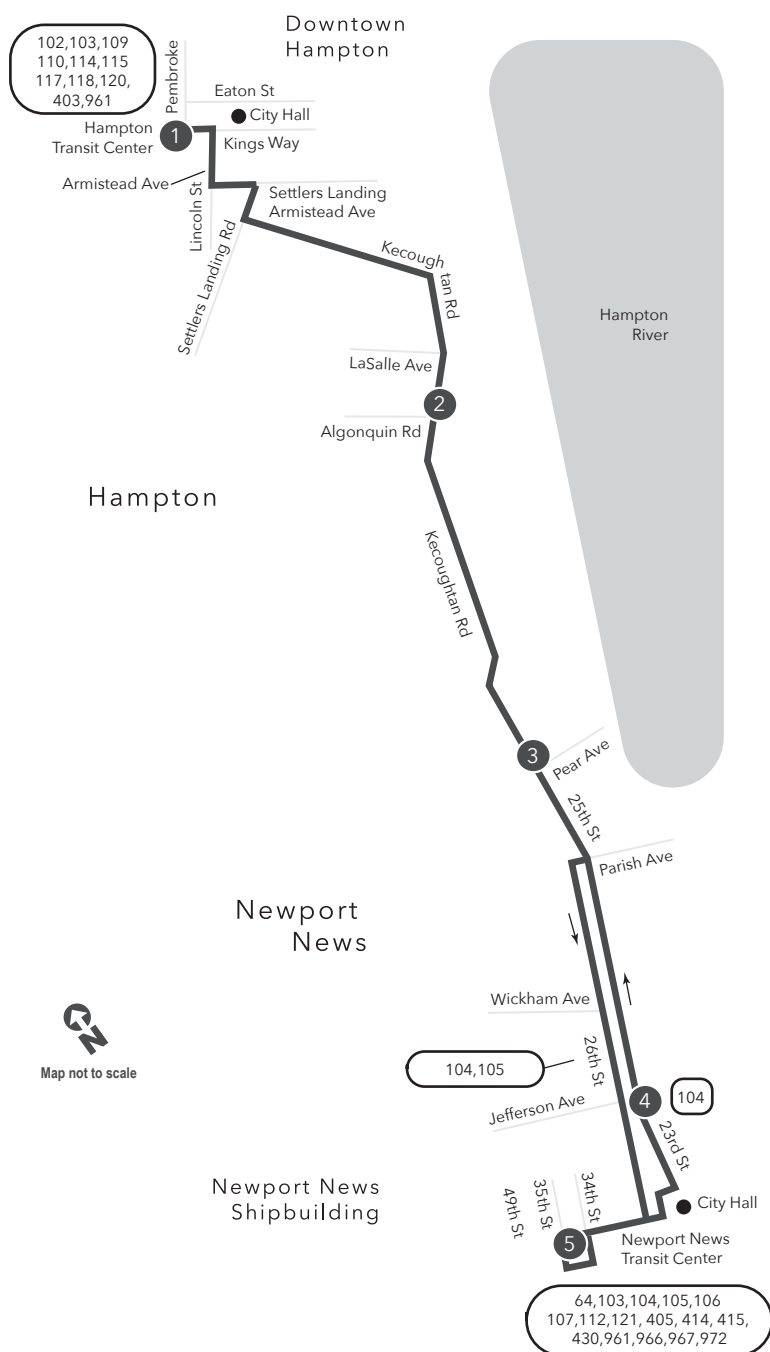 Downtown
Hampton
102,103,109
110,114,115
117,118,120,
403,961
Pembroke
Eaton St
City Hall
Hampton
Transit Center
1
Kings Way
Armistead Ave
Lincoln St
Settlers Landing
Armistead Ave
Settlers Landing Rd
Kecough
tan Rd
Hampton
River
LaSalle Ave
2
Algonquin Rd
Hampton
Kecoughtan Rd
3
Pear Ave
25th St
Parish Ave
Newport
News
Wickham Ave
N
Map not to scale
26th St
104,105
4
104
Jefferson Ave
23rd St
Newport News
Shipbuilding
49th St
35th St
34th St
City Hall
5
Newport News
Transit Center
64,103,104,105,106
107,112,121, 405, 414, 415,
430,961,966,967,972